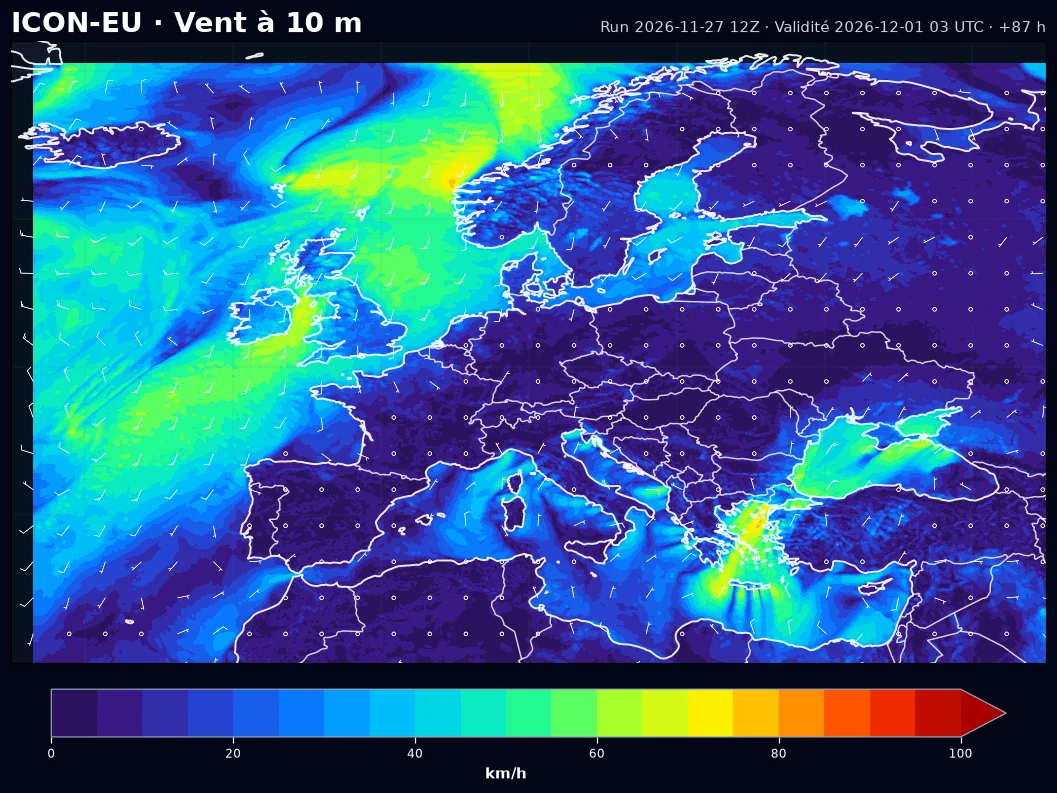 ICON-EU · Vent à 10 m
Run 2026-11-27 12Z · Validité 2026-12-01 03 UTC · +87 h
0 20 40 60 80 100
km/h